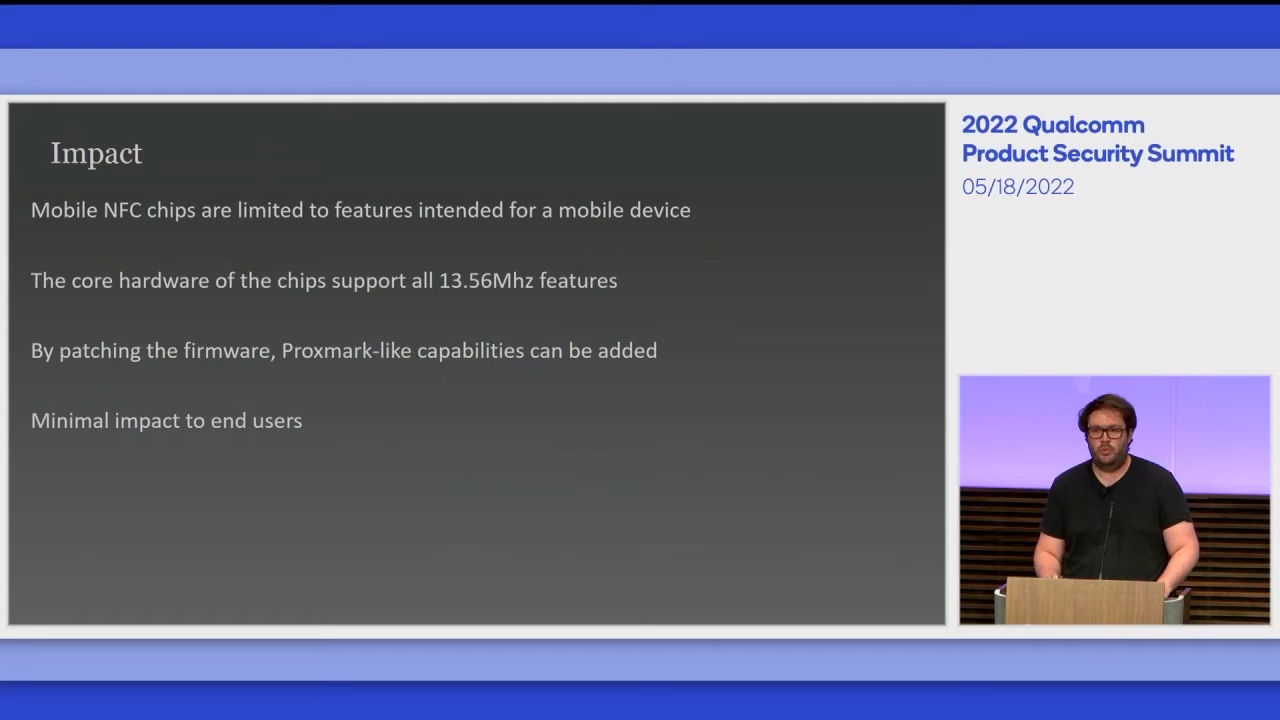 Impact
Mobile NFC chips are limited to features intended for a mobile device
The core hardware of the chips support all 13.56Mhz features
By patching the firmware, Proxmark-like capabilities can be added
Minimal impact to end users
2022 Qualcomm
Product Security Summit
05/18/2022